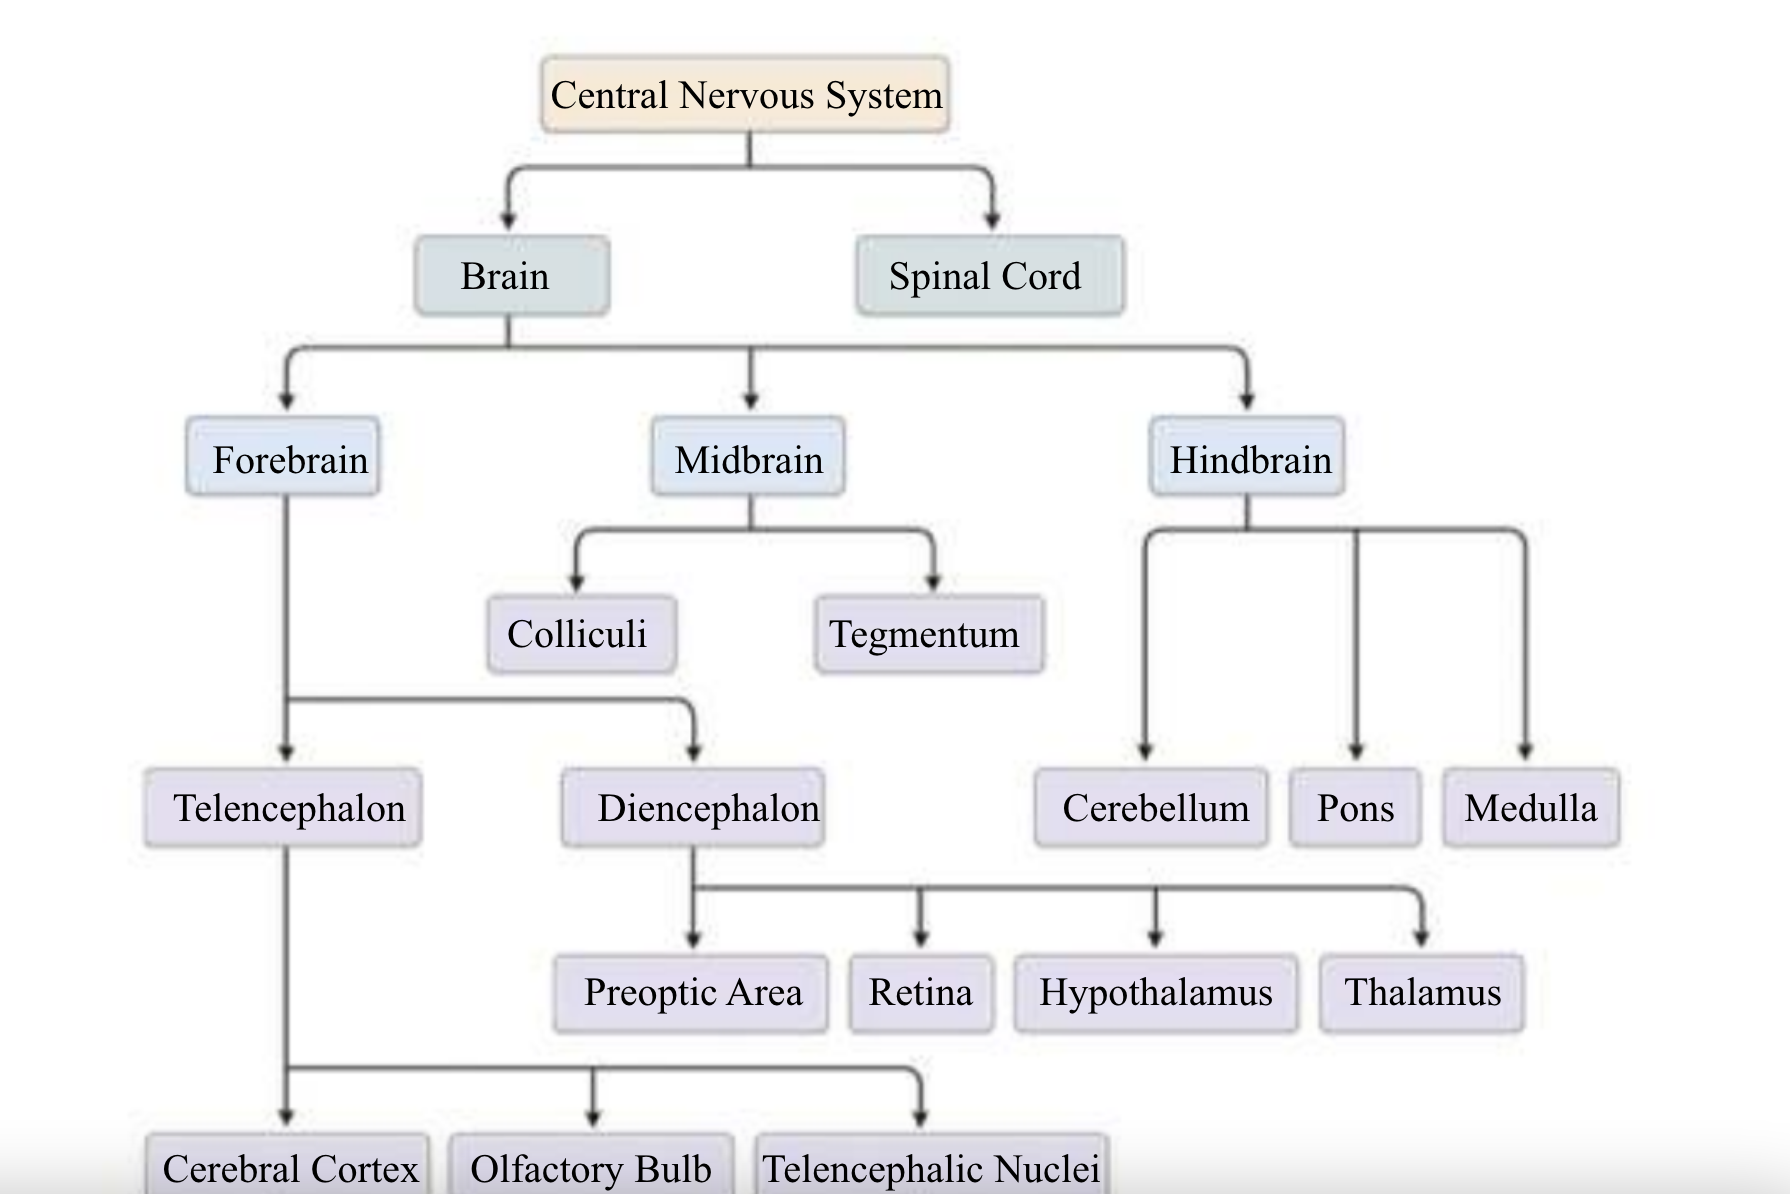 Central Nervous System
Brain
Spinal Cord
Forebrain
Midbrain
Hindbrain
Colliculi
Tegmentum
Telencephalon
Diencephalon
Cerebellum
Pons
Medulla
Preoptic Area
Retina
Hypothalamus
Thalamus
Cerebral Cortex
Olfactory Bulb
Telencephalic Nuclei